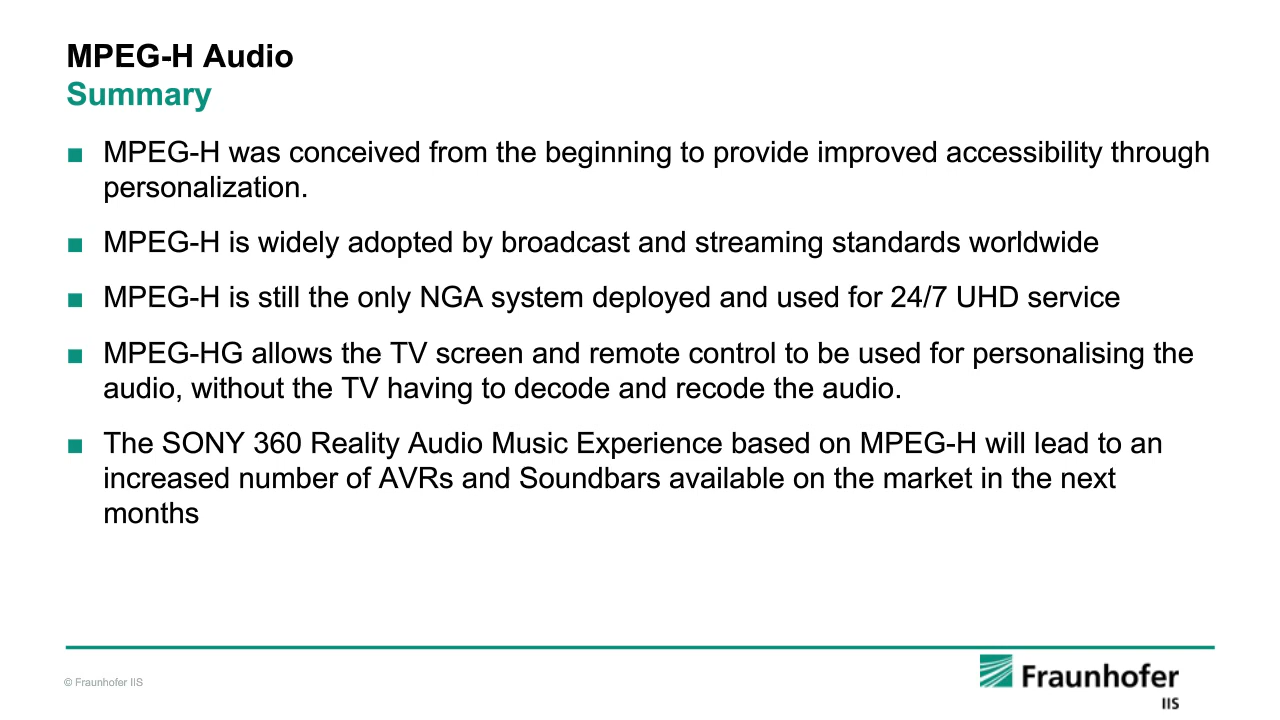 MPEG-H Audio
Summary
■ MPEG-H was conceived from the beginning to provide improved accessibility through
personalization.
■ MPEG-H is widely adopted by broadcast and streaming standards worldwide
■ MPEG-H is still the only NGA system deployed and used for 24/7 UHD service
■ MPEG-HG allows the TV screen and remote control to be used for personalising the
audio, without the TV having to decode and recode the audio.
■ The SONY 360 Reality Audio Music Experience based on MPEG-H will lead to an
increased number of AVRs and Soundbars available on the market in the next
months
© Fraunhofer IIS
Fraunhofer
IIS